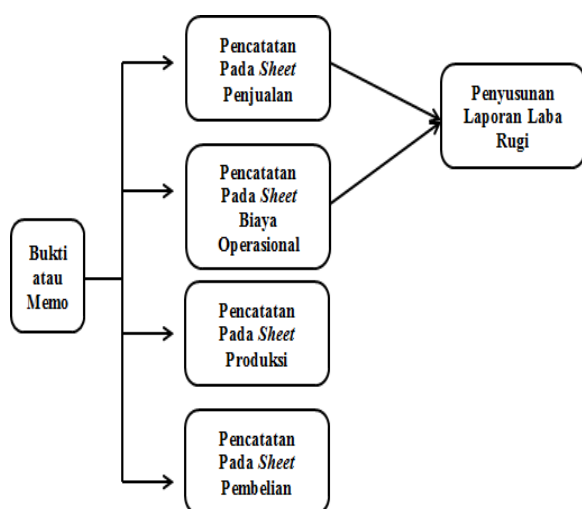 Bukti
atau
Memo
Pencatatan
Pada Sheet
Penjualan
Pencatatan
Pada Sheet
Biaya
Operasional
Pencatatan
Pada Sheet
Produksi
Pencatatan
Pada Sheet
Pembelian
Penyusunan
Laporan Laba
Rugi